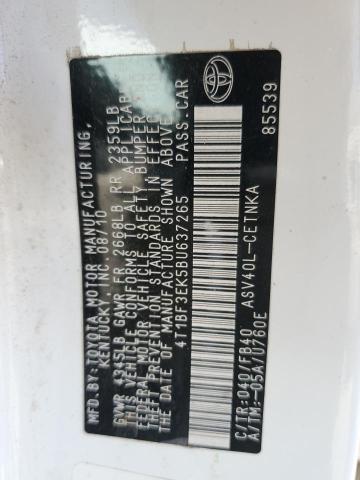 MFD.BY: TOYOTA MOTOR MANUFACTURING,
KENTUCKY, INC. 08/10
GVWR 4345LB GAWR FR 2668LB RR 2359LB
THIS VEHICLE CONFORMS TO ALL APPLICABLE
FEDERAL MOTOR VEHICLE SAFETY BUMPER
THEFT PREVENTION STANDARDS IN EFFECT
THE DATE OF MANUFACTURE SHOWN ABOVE
4T1BF3EK5BU637265 PASS.CAR
C/TR:040/FB40 ASV40L-CETNKA
A/TM:-05A/U760E
85539
TOYOTA